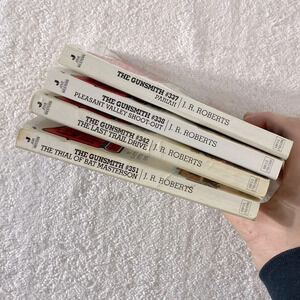 THE GUNSMITH #337
PARIAH
J. R. ROBERTS
THE GUNSMITH #338
PLEASANT VALLEY SHOOT-OUT
J. R. ROBERTS
THE GUNSMITH #342
THE LAST TRAIL DRIVE
J. R. ROBERTS
THE GUNSMITH #351
THE TRIAL OF BAT MASTERSON
J. R. ROBERTS